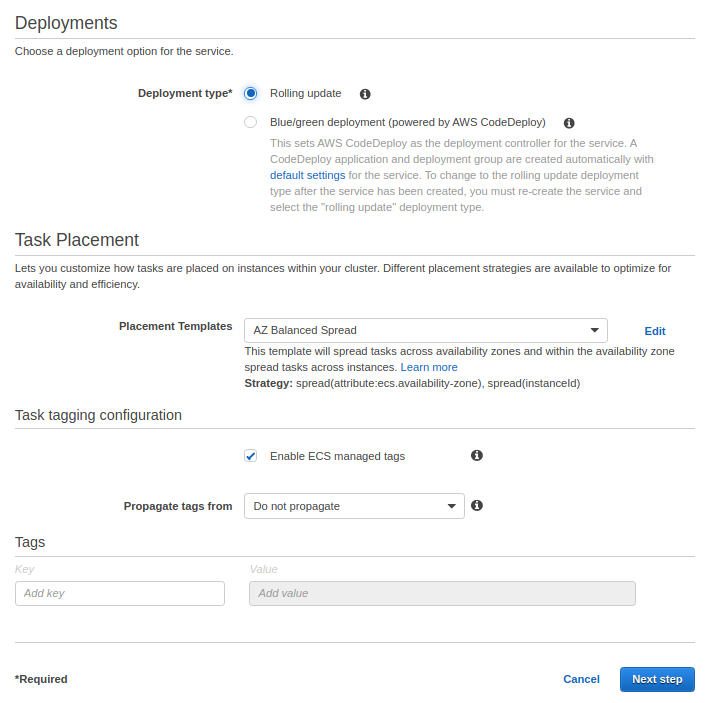 Deployments
Choose a deployment option for the service.
Deployment type* Rolling update
Blue/green deployment (powered by AWS CodeDeploy)
This sets AWS CodeDeploy as the deployment controller for the service. A
CodeDeploy application and deployment group are created automatically with
default settings for the service. To change to the rolling update deployment
type after the service has been created, you must re-create the service and
select the "rolling update" deployment type.
Task Placement
Lets you customize how tasks are placed on instances within your cluster. Different placement strategies are available to optimize for
availability and efficiency.
Placement Templates AZ Balanced Spread Edit
This template will spread tasks across availability zones and within the availability zone
spread tasks across instances. Learn more
Strategy: spread(attribute:ecs.availability-zone), spread(instanceId)
Task tagging configuration
Enable ECS managed tags
Propagate tags from Do not propagate
Tags
Key Value
Add key Add value
*Required Cancel Next step